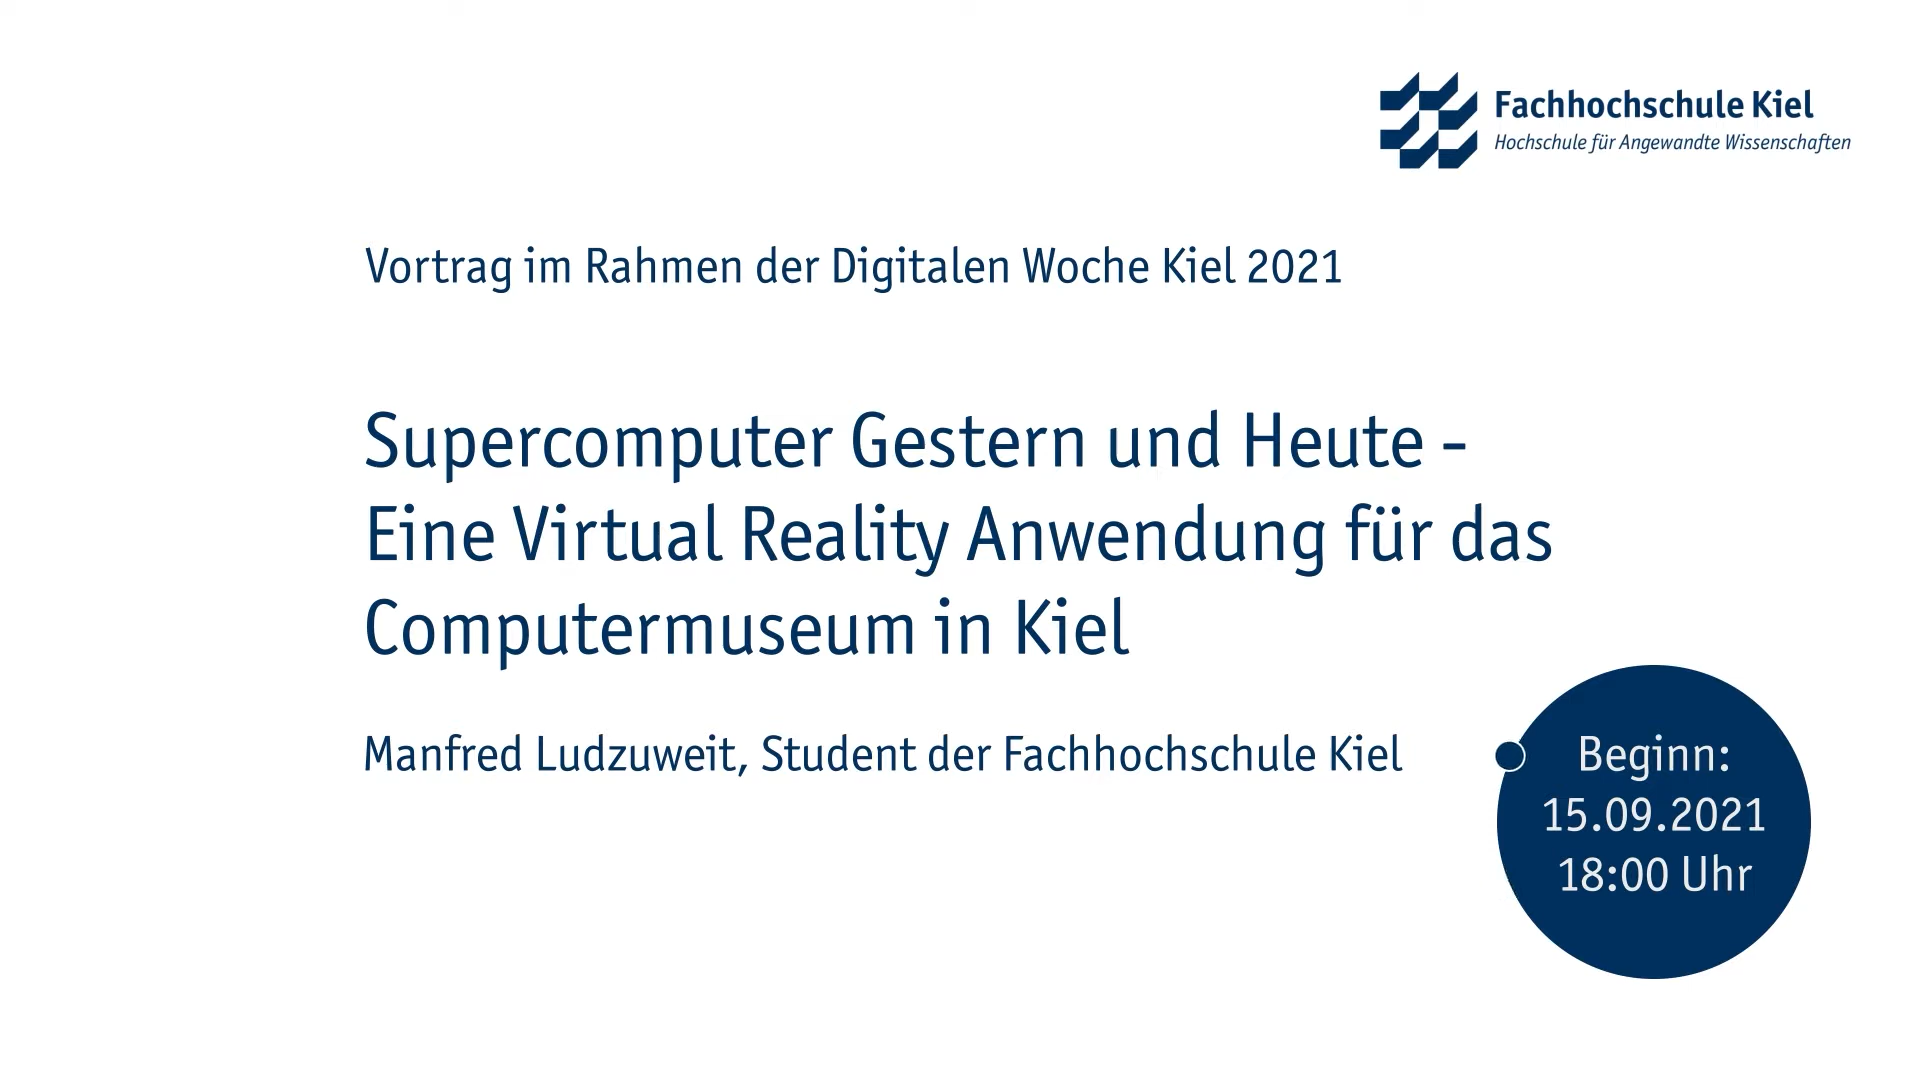 Fachhochschule Kiel
Hochschule für Angewandte Wissenschaften
Vortrag im Rahmen der Digitalen Woche Kiel 2021
Supercomputer Gestern und Heute -
Eine Virtual Reality Anwendung für das
Computermuseum in Kiel
Manfred Ludzuweit, Student der Fachhochschule Kiel
Beginn:
15.09.2021
18:00 Uhr